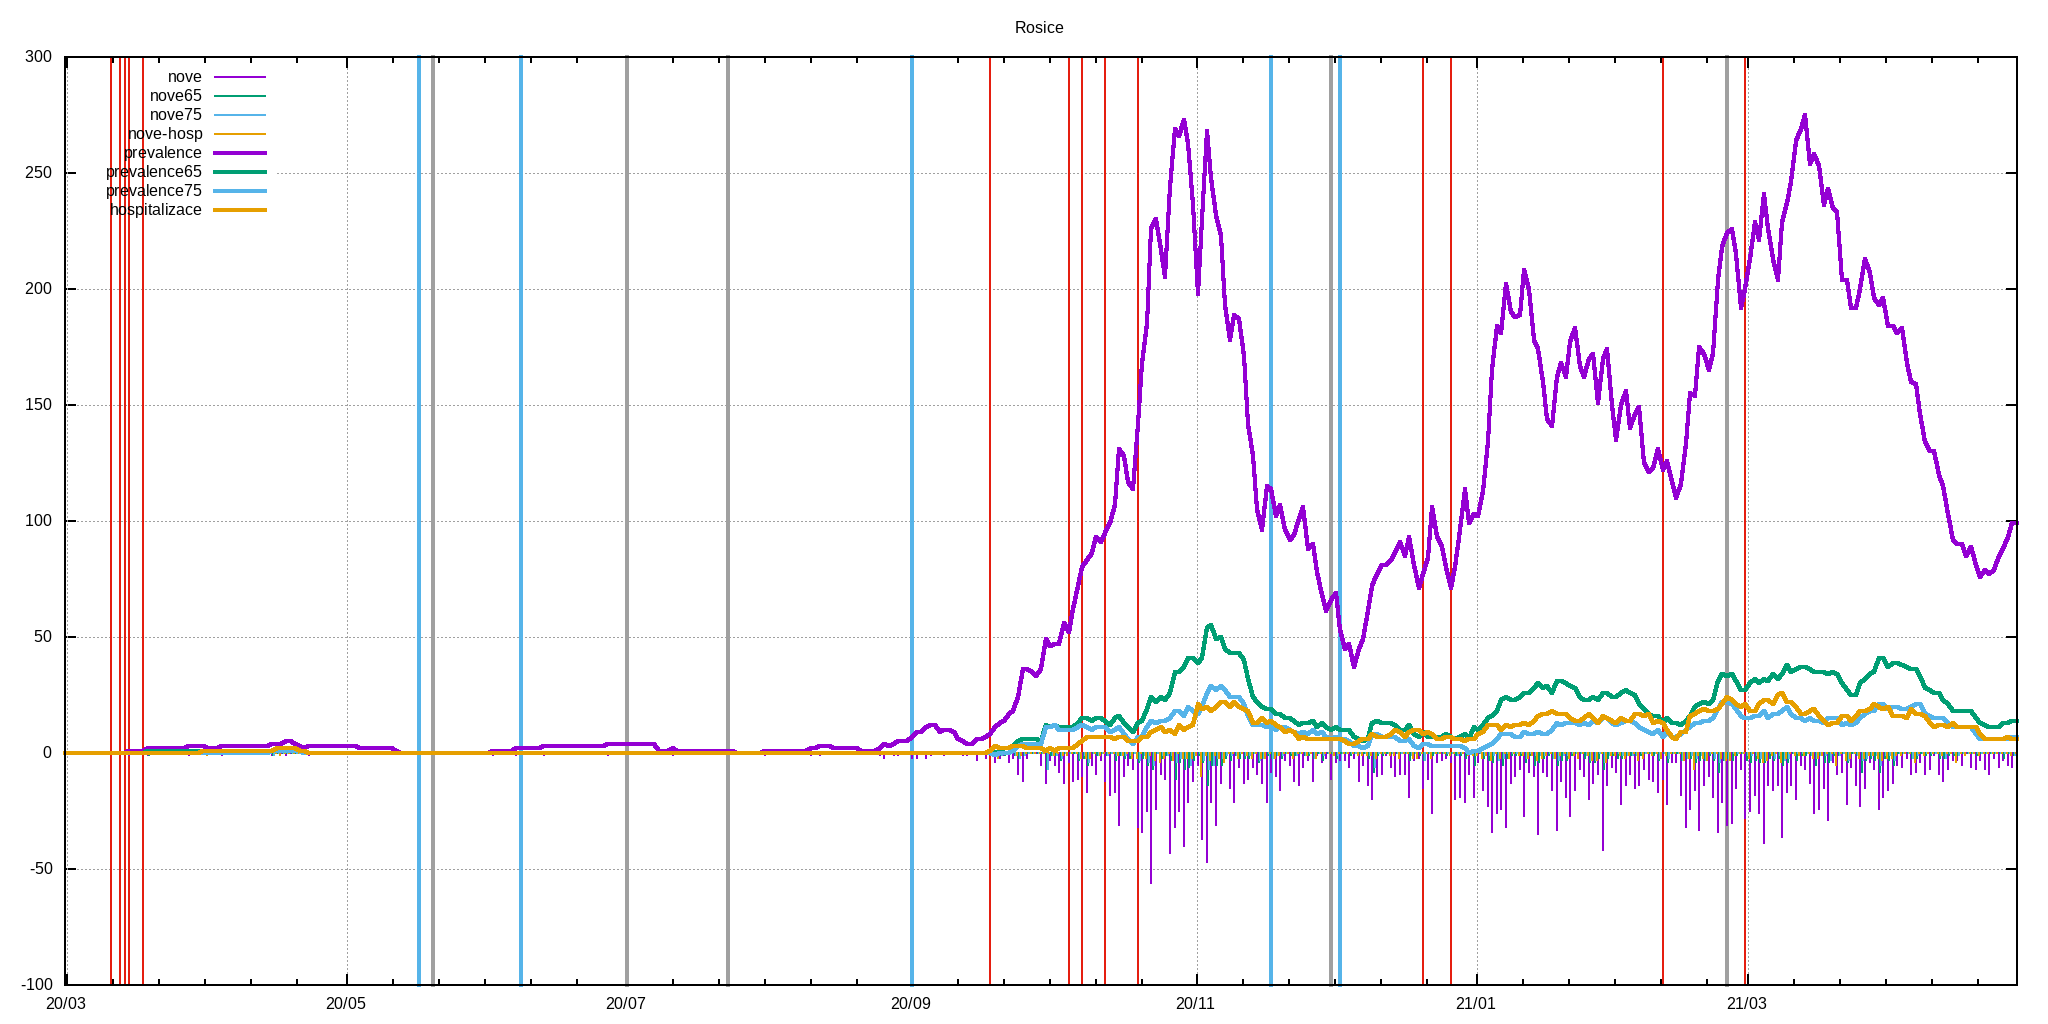 Rosice
300
250
200
150
100
50
0
-50
-100
nove
nove65
nove75
nove-hosp
prevalence
prevalence65
prevalence75
hospitalizace
20/03
20/05
20/07
20/09
20/11
21/01
21/03